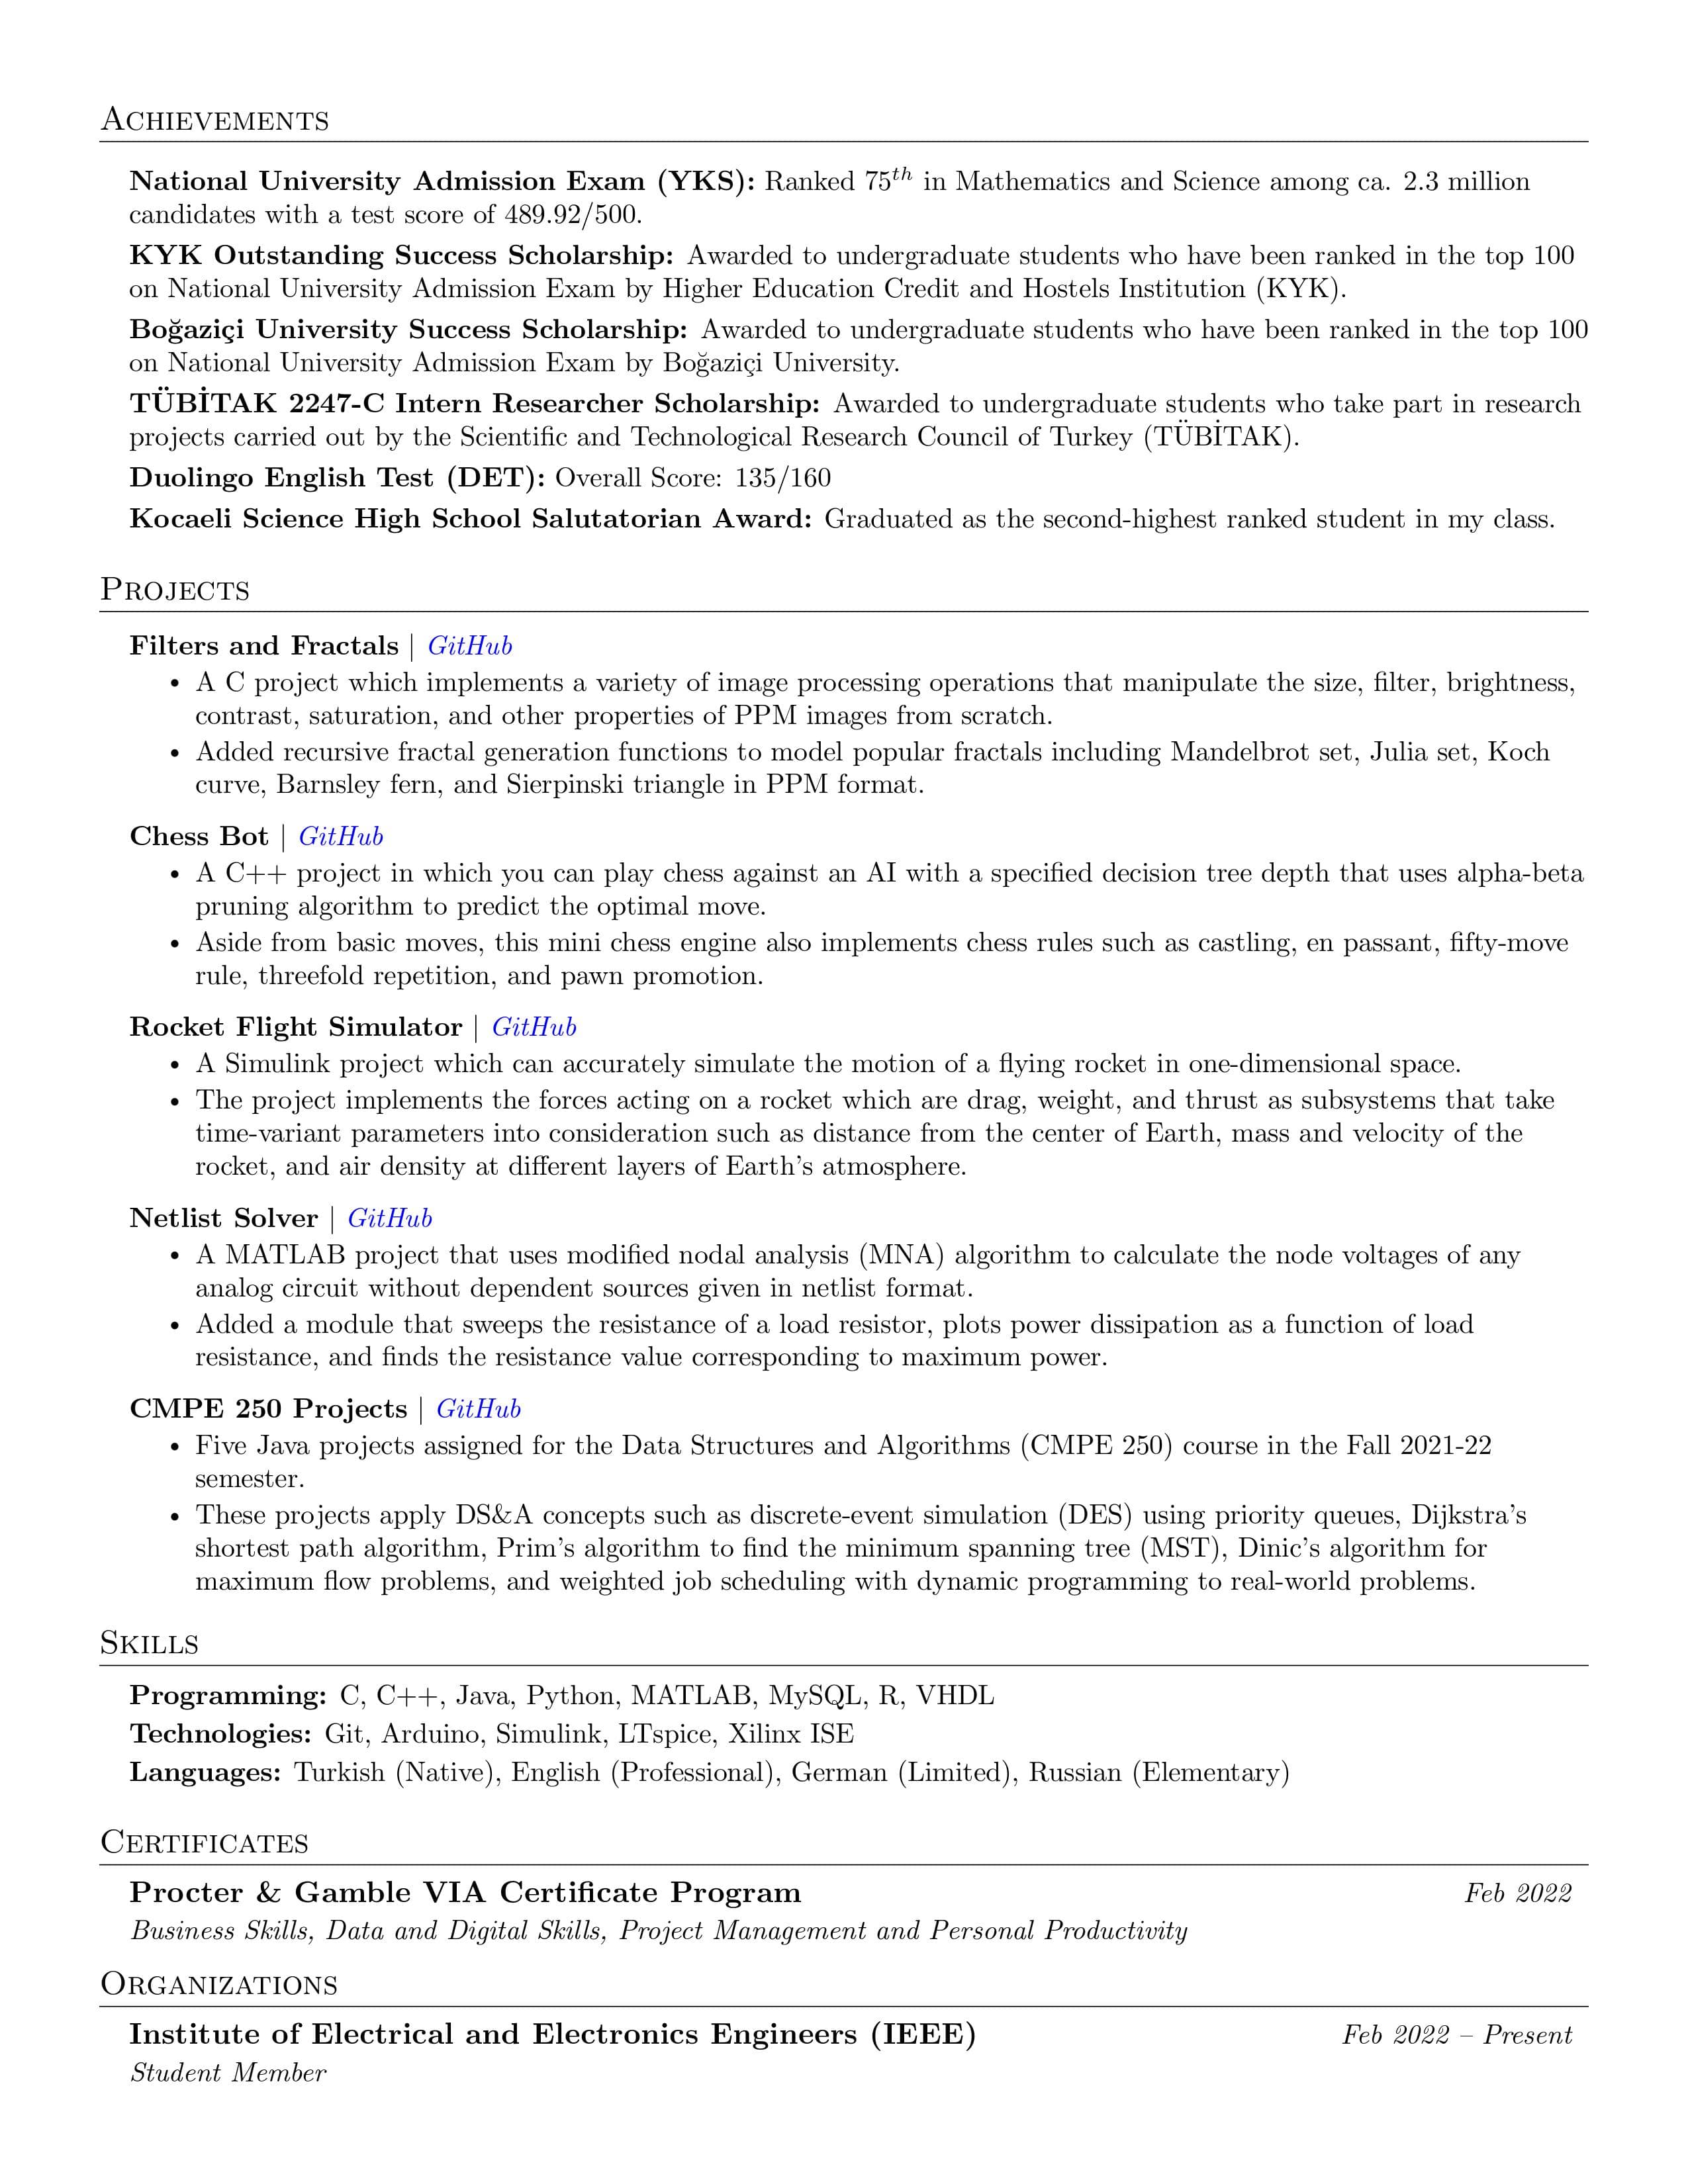 Achievements
National University Admission Exam (YKS): Ranked 75th in Mathematics and Science among ca. 2.3 million
candidates with a test score of 489.92/500.
KYK Outstanding Success Scholarship: Awarded to undergraduate students who have been ranked in the top 100
on National University Admission Exam by Higher Education Credit and Hostels Institution (KYK).
Boğaziçi University Success Scholarship: Awarded to undergraduate students who have been ranked in the top 100
on National University Admission Exam by Boğaziçi University.
TÜBİTAK 2247-C Intern Researcher Scholarship: Awarded to undergraduate students who take part in research
projects carried out by the Scientific and Technological Research Council of Turkey (TÜBİTAK).
Duolingo English Test (DET): Overall Score: 135/160
Kocaeli Science High School Salutatorian Award: Graduated as the second-highest ranked student in my class.
Projects
Filters and Fractals | GitHub
• A C project which implements a variety of image processing operations that manipulate the size, filter, brightness,
contrast, saturation, and other properties of PPM images from scratch.
• Added recursive fractal generation functions to model popular fractals including Mandelbrot set, Julia set, Koch
curve, Barnsley fern, and Sierpinski triangle in PPM format.
Chess Bot | GitHub
• A C++ project in which you can play chess against an AI with a specified decision tree depth that uses alpha-beta
pruning algorithm to predict the optimal move.
• Aside from basic moves, this mini chess engine also implements chess rules such as castling, en passant, fifty-move
rule, threefold repetition, and pawn promotion.
Rocket Flight Simulator | GitHub
• A Simulink project which can accurately simulate the motion of a flying rocket in one-dimensional space.
• The project implements the forces acting on a rocket which are drag, weight, and thrust as subsystems that take
time-variant parameters into consideration such as distance from the center of Earth, mass and velocity of the
rocket, and air density at different layers of Earth's atmosphere.
Netlist Solver | GitHub
• A MATLAB project that uses modified nodal analysis (MNA) algorithm to calculate the node voltages of any
analog circuit without dependent sources given in netlist format.
• Added a module that sweeps the resistance of a load resistor, plots power dissipation as a function of load
resistance, and finds the resistance value corresponding to maximum power.
CMPE 250 Projects | GitHub
• Five Java projects assigned for the Data Structures and Algorithms (CMPE 250) course in the Fall 2021-22
semester.
• These projects apply DS&A concepts such as discrete-event simulation (DES) using priority queues, Dijkstra's
shortest path algorithm, Prim's algorithm to find the minimum spanning tree (MST), Dinic's algorithm for
maximum flow problems, and weighted job scheduling with dynamic programming to real-world problems.
Skills
Programming: C, C++, Java, Python, MATLAB, MySQL, R, VHDL
Technologies: Git, Arduino, Simulink, LTspice, Xilinx ISE
Languages: Turkish (Native), English (Professional), German (Limited), Russian (Elementary)
Certificates
Procter & Gamble VIA Certificate Program Feb 2022
Business Skills, Data and Digital Skills, Project Management and Personal Productivity
Organizations
Institute of Electrical and Electronics Engineers (IEEE) Feb 2022 – Present
Student Member